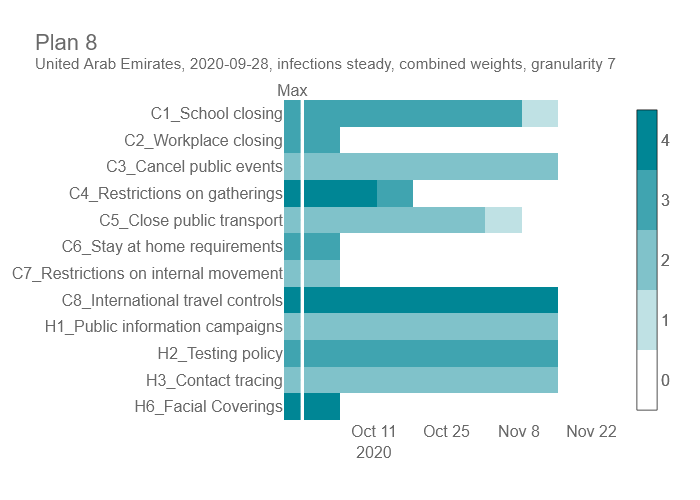 Plan 8
United Arab Emirates, 2020-09-28, infections steady, combined weights, granularity 7
Max
C1_School closing
C2_Workplace closing
C3_Cancel public events
C4_Restrictions on gatherings
C5_Close public transport
C6_Stay at home requirements
C7_Restrictions on internal movement
C8_International travel controls
H1_Public information campaigns
H2_Testing policy
H3_Contact tracing
H6_Facial Coverings
Oct 11 Oct 25 Nov 8 Nov 22
2020
4
3
2
1
0